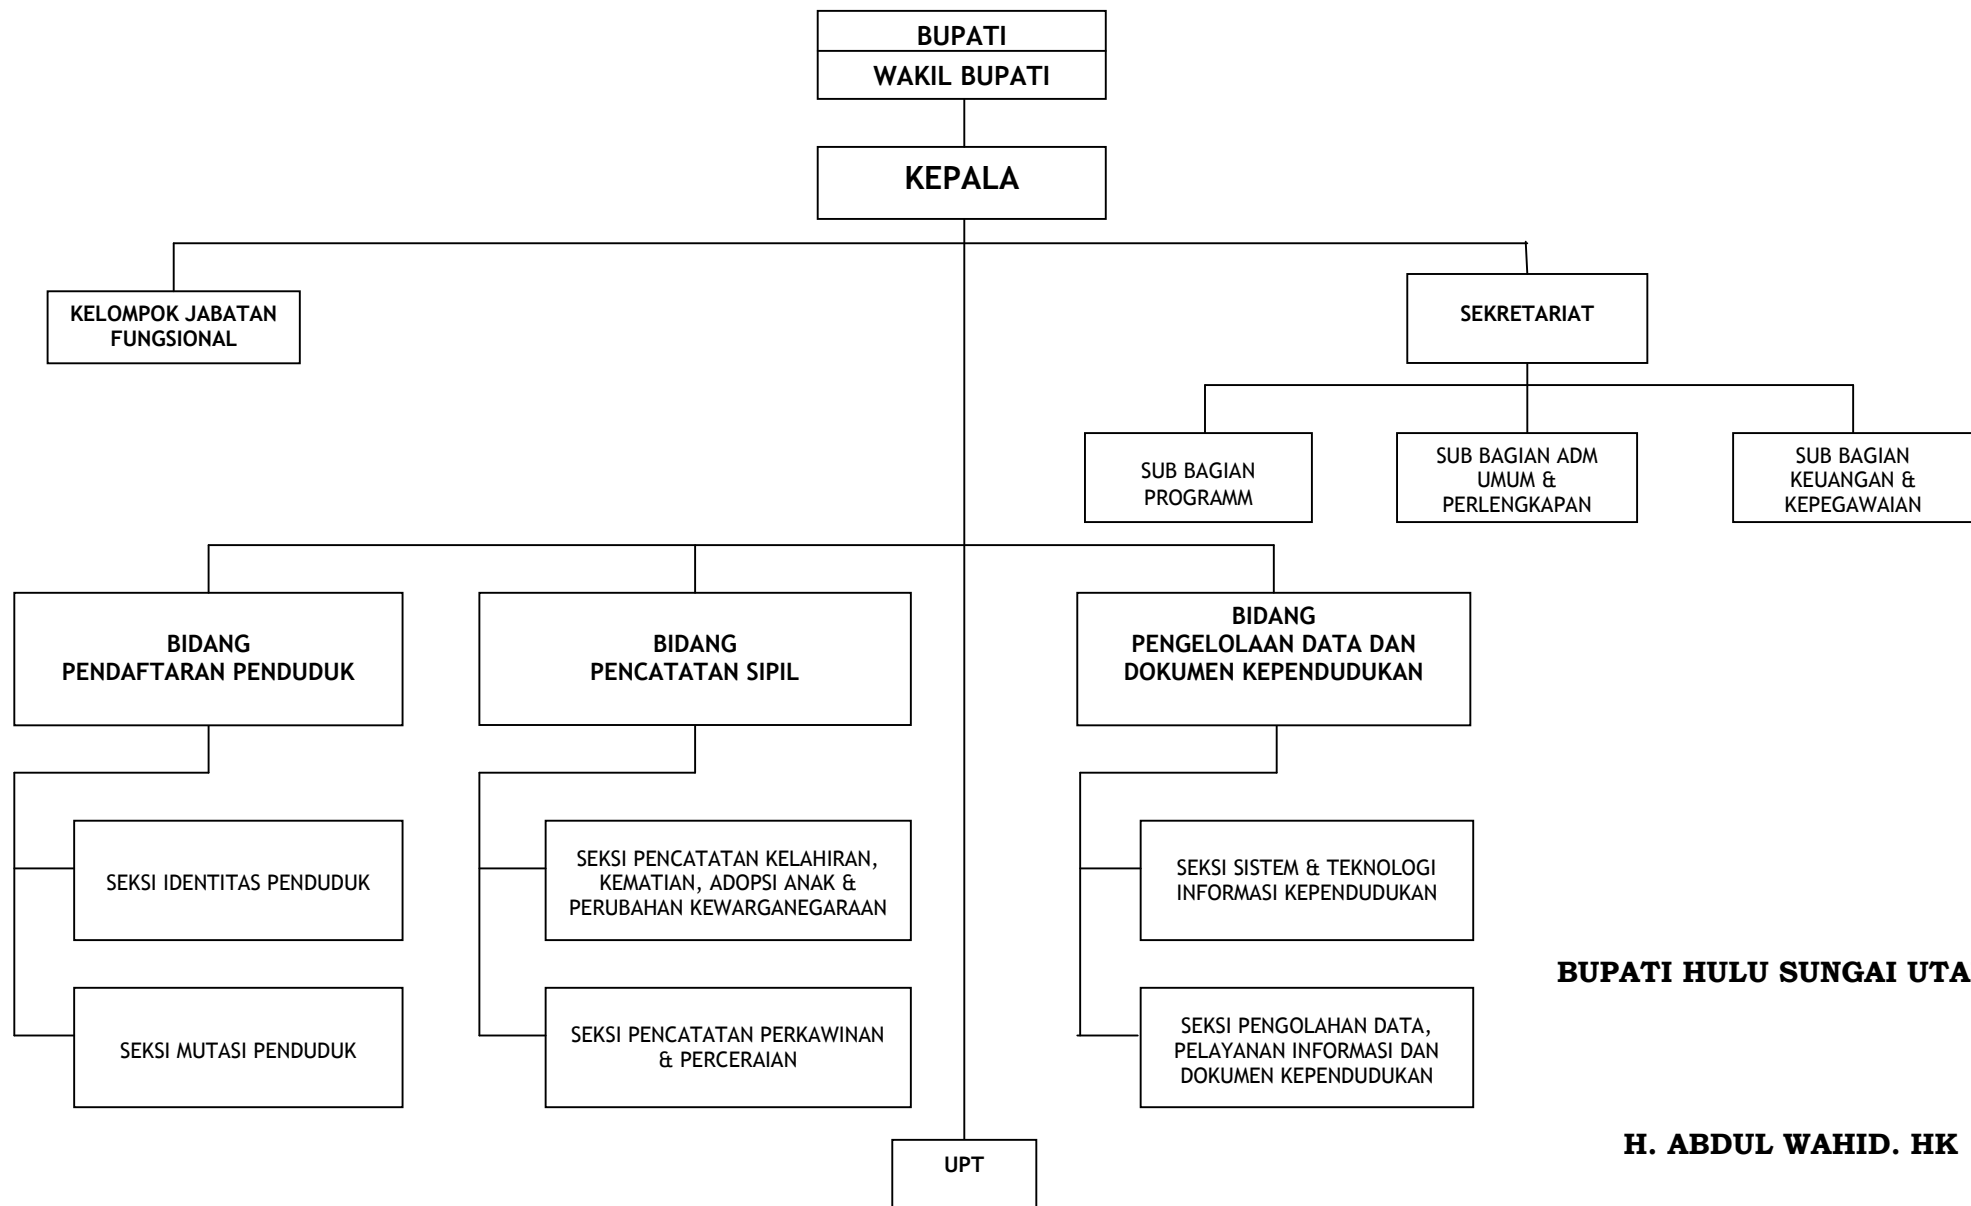 BUPATI
WAKIL BUPATI
KEPALA
KELOMPOK JABATAN
FUNGSIONAL
SEKRETARIAT
SUB BAGIAN
PROGRAMM
SUB BAGIAN ADM
UMUM &
PERLENGKAPAN
SUB BAGIAN
KEUANGAN &
KEPEGAWAIAN
BIDANG
PENDAFTARAN PENDUDUK
BIDANG
PENCATATAN SIPIL
BIDANG
PENGELOLAAN DATA DAN
DOKUMEN KEPENDUDUKAN
SEKSI IDENTITAS PENDUDUK
SEKSI PENCATATAN KELAHIRAN,
KEMATIAN, ADOPSI ANAK &
PERUBAHAN KEWARGANEGARAAN
SEKSI SISTEM & TEKNOLOGI
INFORMASI KEPENDUDUKAN
SEKSI MUTASI PENDUDUK
SEKSI PENCATATAN PERKAWINAN
& PERCERAIAN
SEKSI PENGOLAHAN DATA,
PELAYANAN INFORMASI DAN
DOKUMEN KEPENDUDUKAN
BUPATI HULU SUNGAI UTA
H. ABDUL WAHID. HK
UPT